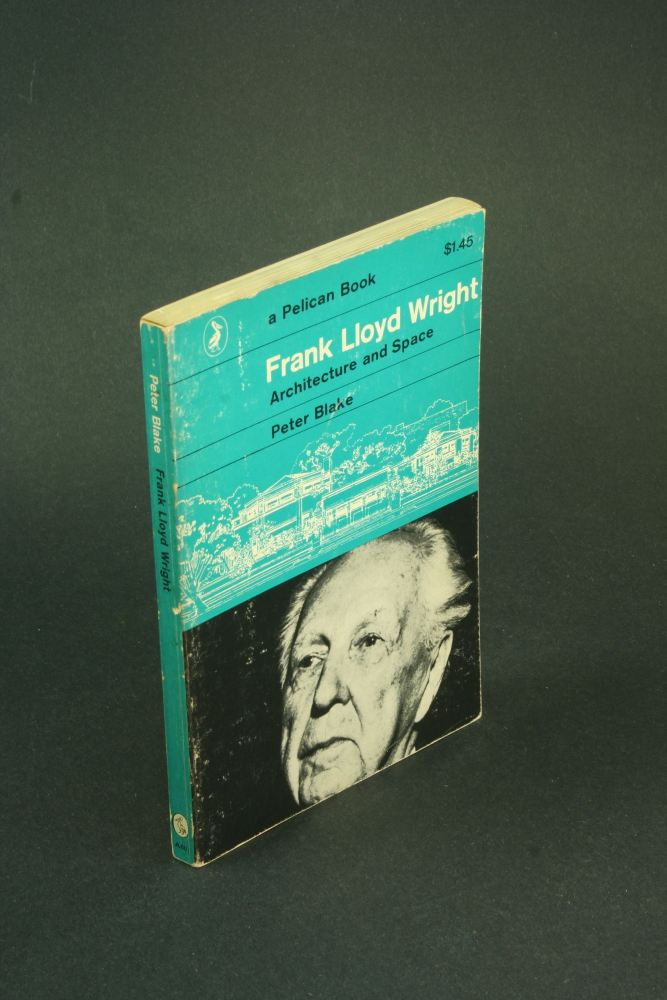 a Pelican Book
$1.45
Frank Lloyd Wright
Architecture and Space
Peter Blake
Peter Blake Frank Lloyd Wright